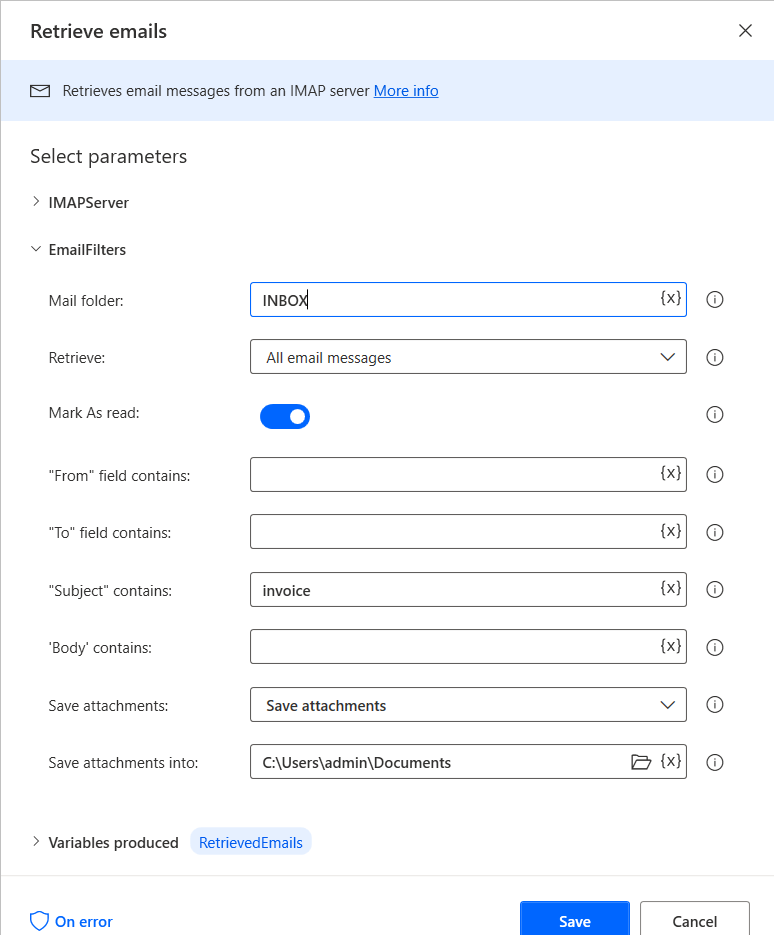 Retrieve emails
Retrieves email messages from an IMAP server More info
Select parameters
IMAPServer
EmailFilters
Mail folder: INBOX {x}
Retrieve: All email messages
Mark As read:
"From" field contains: {x}
"To" field contains: {x}
"Subject" contains: invoice {x}
'Body' contains: {x}
Save attachments: Save attachments
Save attachments into: C:\Users\admin\Documents {x}
Variables produced RetrievedEmails
On error Save Cancel